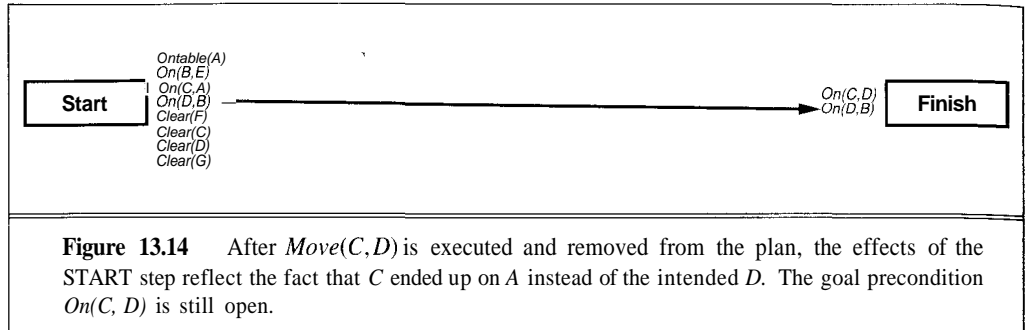 Ontable(A)
On(B,E)
On(C,A)
Start
On(D,B)
Clear(F)
Clear(C)
Clear(D)
Clear(G)
On(C,D)
On(D,B)
Finish
Figure 13.14 After Move(C, D) is executed and removed from the plan, the effects of the
START step reflect the fact that C ended up on A instead of the intended D. The goal precondition
On(C, D) is still open.